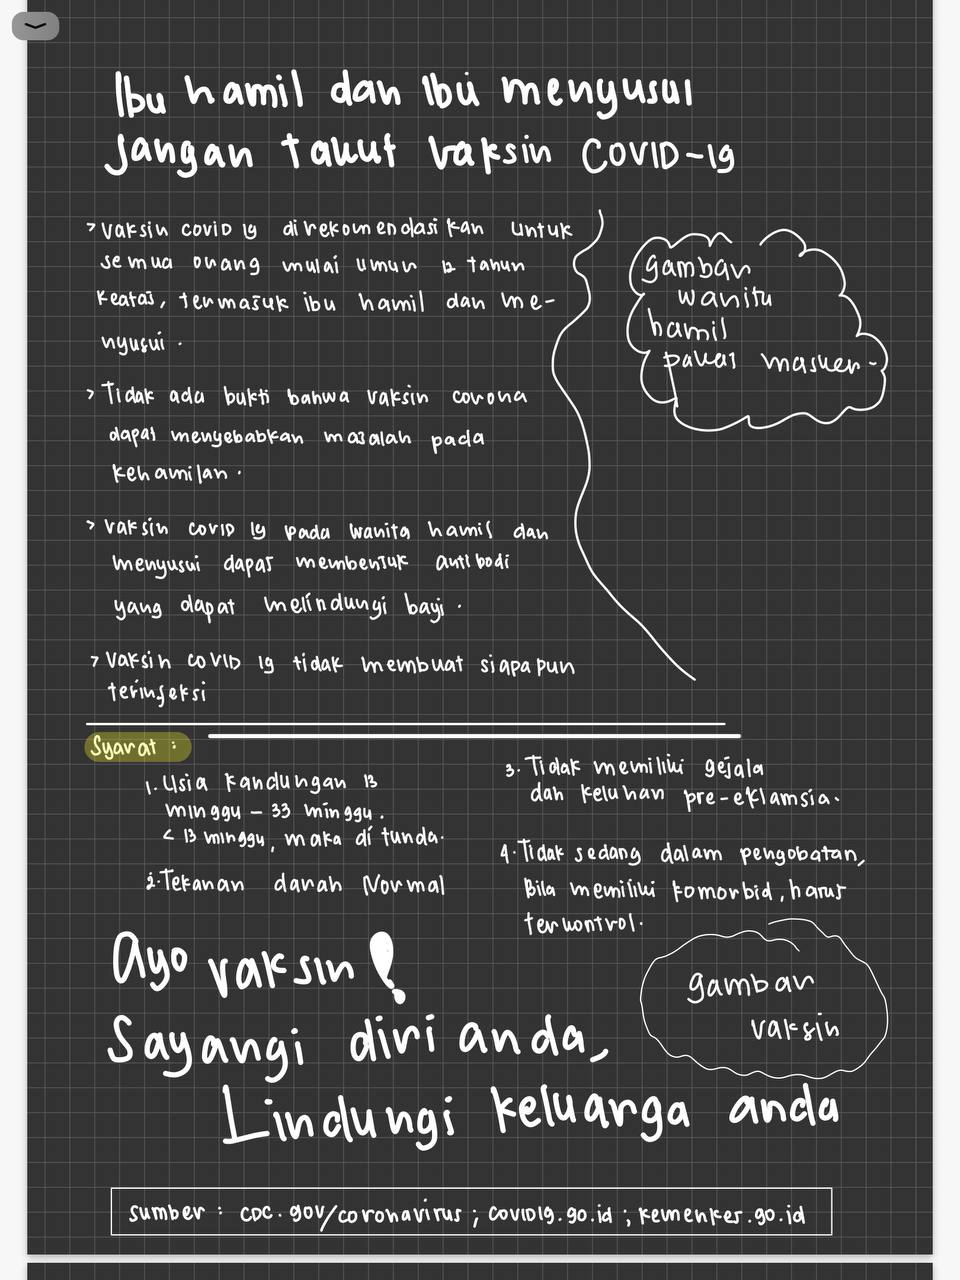 Ibu hamil dan Ibu menyusui
Jangan takut vaksin COVID-19
> vaksin covid 19 direkomendasikan untuk
semua orang mulai umur 12 tahun
keatas, termasuk ibu hamil dan me-
nyusui.
> Tidak ada bukti bahwa vaksin corona
dapat menyebabkan masalah pada
kehamilan.
> vaksin covid 19 pada wanita hamil dan
menyusui dapat membentuk antibodi
yang dapat melindungi bayi.
> Vaksin COVID 19 tidak membuat siapapun
terinfeksi
gambar
wanita
hamil
pakai masker-
Syarat :
1. Usia kandungan 13
minggu - 33 minggu.
< 13 minggu, maka di tunda.
2. Tekanan darah Normal
3. Tidak memiliki gejala
dan keluhan pre-eklamsia.
4. Tidak sedang dalam pengobatan,
Bila memiliki komorbid, harus
terkontrol.
Ayo vaksin!
Sayangi diri anda,
Lindungi keluarga anda
gambar
vaksin
sumber : CDC.gov/coronavirus ; covid19.go.id ; kemenkes.go.id